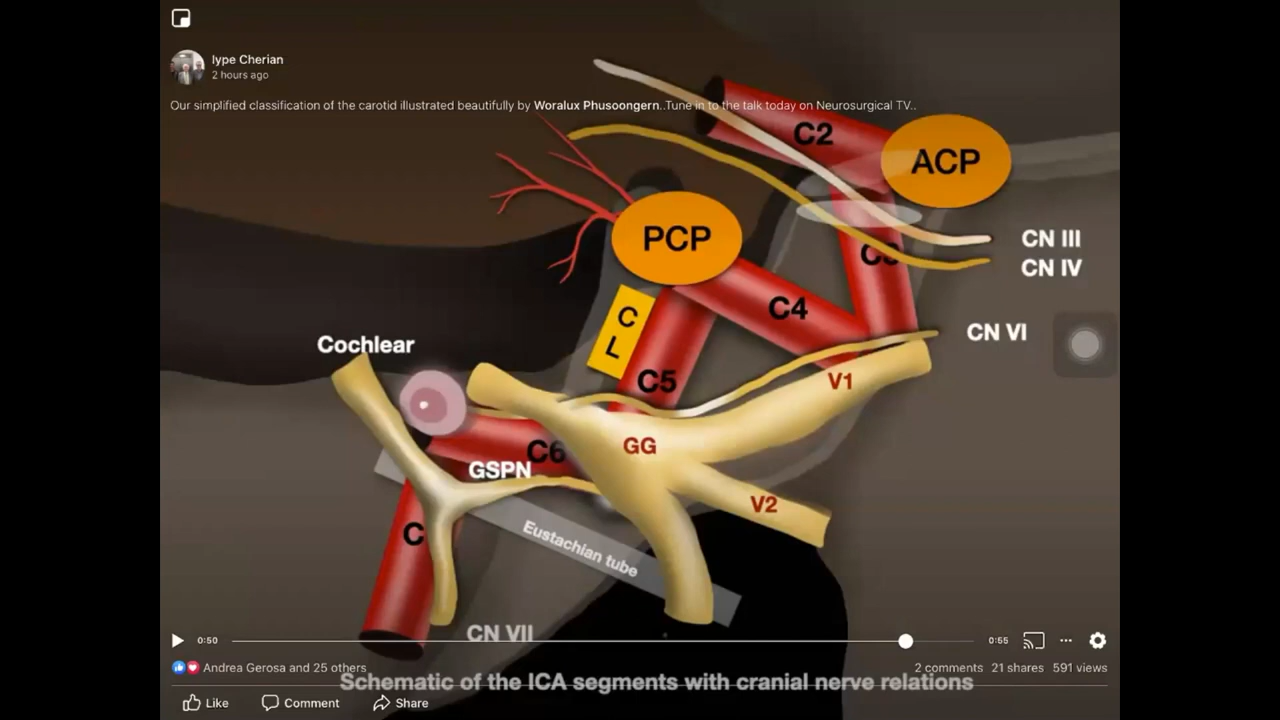 Iype Cherian
2 hours ago
Our simplified classification of the carotid illustrated beautifully by Woralux Phusoongern..Tune in to the talk today on Neurosurgical TV..
C2
ACP
PCP
CN III
C3
CN IV
C4
C
L
CN VI
Cochlear
C5
V1
GG
C6
GSPN
V2
C
Eustachian tube
CN VII
0:50
0:55
Andrea Gerosa and 25 others
2 comments 21 shares 591 views
Schematic of the ICA segments with cranial nerve relations
Like
Comment
Share